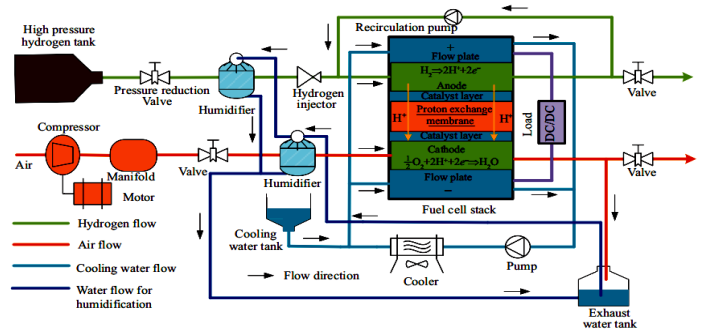 High pressure
hydrogen tank
Recirculation pump
+
Flow plate
H₂⇒2H⁺+2e⁻
Anode
Catalyst layer
Proton exchange
membrane
H⁺
H⁺
Catalyst layer
Cathode
½O₂+2H⁺+2e⁻⇒H₂O
Flow plate
−
Fuel cell stack
Load
DC/DC
Valve
Valve
Pressure reduction
Valve
Humidifier
Hydrogen
injector
Compressor
Air
Manifold
Motor
Valve
Humidifier
Cooling
water tank
Cooler
Pump
Exhaust
water tank
Hydrogen flow
Air flow
Cooling water flow
Water flow for
humidification
Flow direction